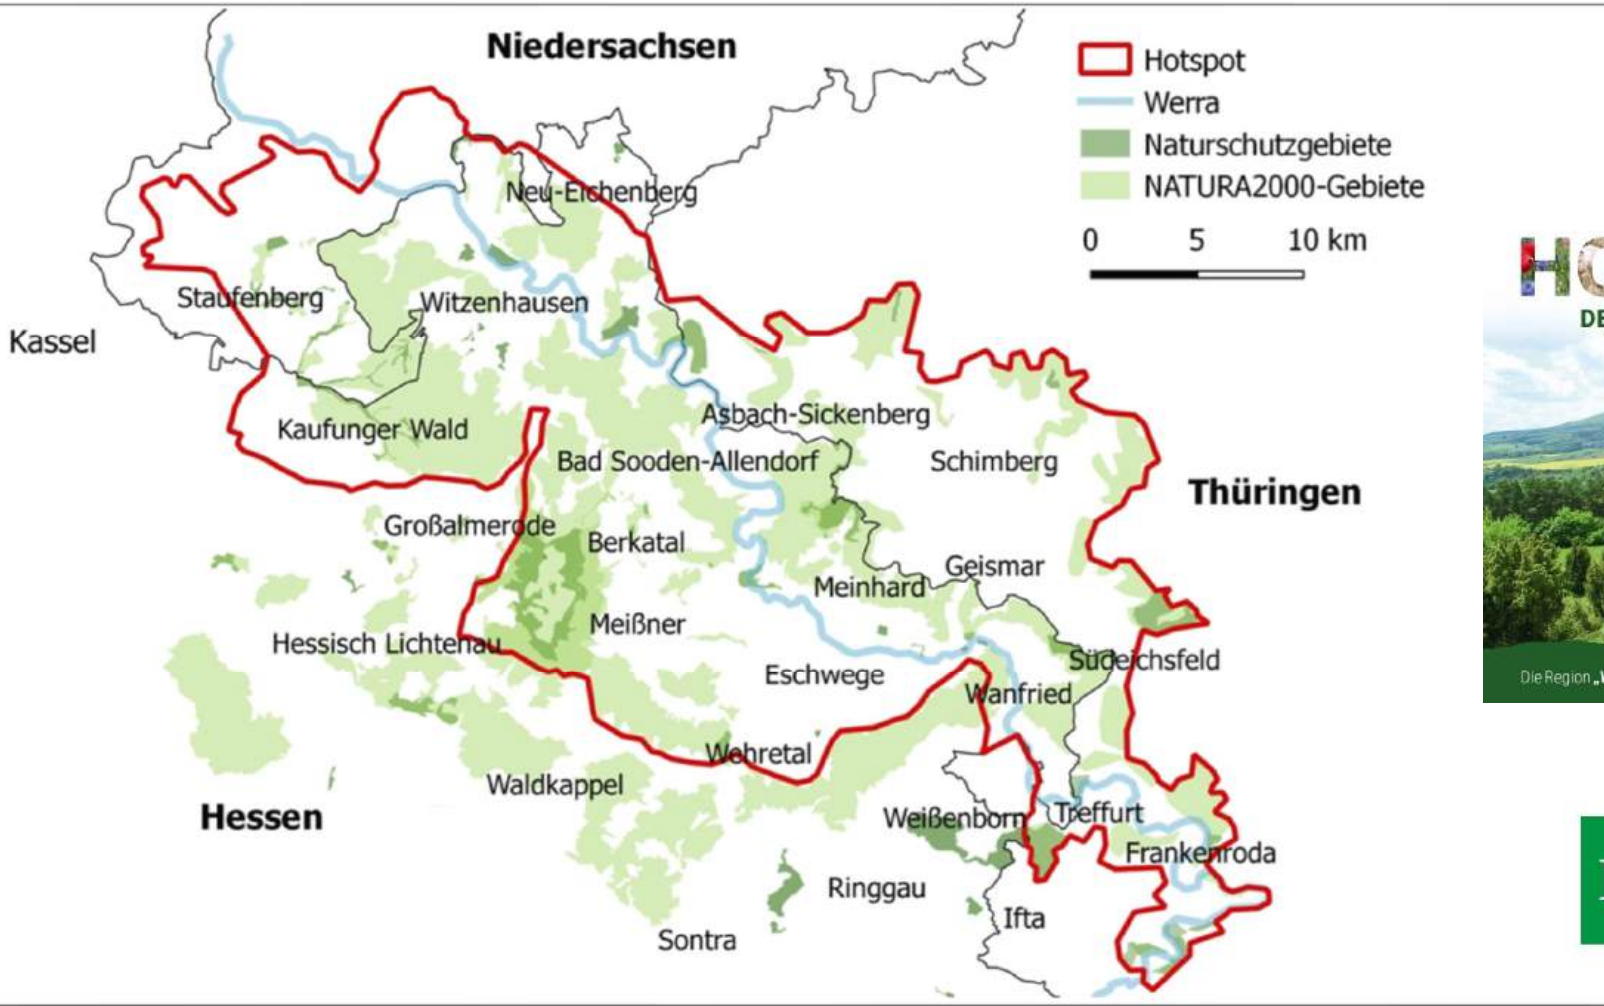 Niedersachsen
Hotspot
Werra
Naturschutzgebiete
NATURA2000-Gebiete
0 5 10 km
Neu-Eichenberg
Staufenberg
Witzenhausen
Kassel
Asbach-Sickenberg
Kaufunger Wald
Bad Sooden-Allendorf
Schimberg
Thüringen
Großalmerode
Berkatal
Geismar
Meinhard
Meißner
Hessisch Lichtenau
Südeichsfeld
Eschwege
Wanfried
Wehretal
Waldkappel
Hessen
Weißenborn
Treffurt
Frankenroda
Ringgau
Ifta
Sontra
HO
DE
Die Region „W